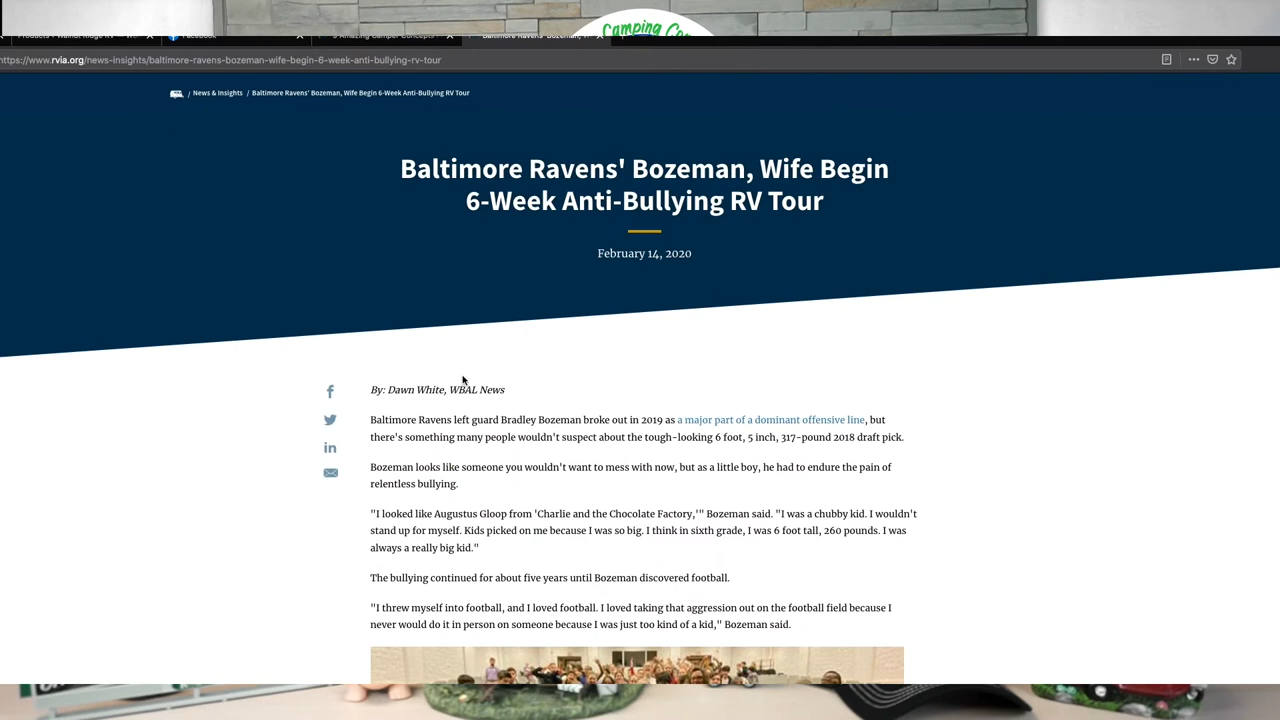 Camping Co
Facebook
https://www.rvia.org/news-insights/baltimore-ravens-bozeman-wife-begin-6-week-anti-bullying-rv-tour
/ News & Insights / Baltimore Ravens' Bozeman, Wife Begin 6-Week Anti-Bullying RV Tour
Baltimore Ravens' Bozeman, Wife Begin
6-Week Anti-Bullying RV Tour
February 14, 2020
By: Dawn White, WBAL News
Baltimore Ravens left guard Bradley Bozeman broke out in 2019 as a major part of a dominant offensive line, but
there's something many people wouldn't suspect about the tough-looking 6 foot, 5 inch, 317-pound 2018 draft pick.
Bozeman looks like someone you wouldn't want to mess with now, but as a little boy, he had to endure the pain of
relentless bullying.
"I looked like Augustus Gloop from 'Charlie and the Chocolate Factory,'" Bozeman said. "I was a chubby kid. I wouldn't
stand up for myself. Kids picked on me because I was so big. I think in sixth grade, I was 6 foot tall, 260 pounds. I was
always a really big kid."
The bullying continued for about five years until Bozeman discovered football.
"I threw myself into football, and I loved football. I loved taking that aggression out on the football field because I
never would do it in person on someone because I was just too kind of a kid," Bozeman said.